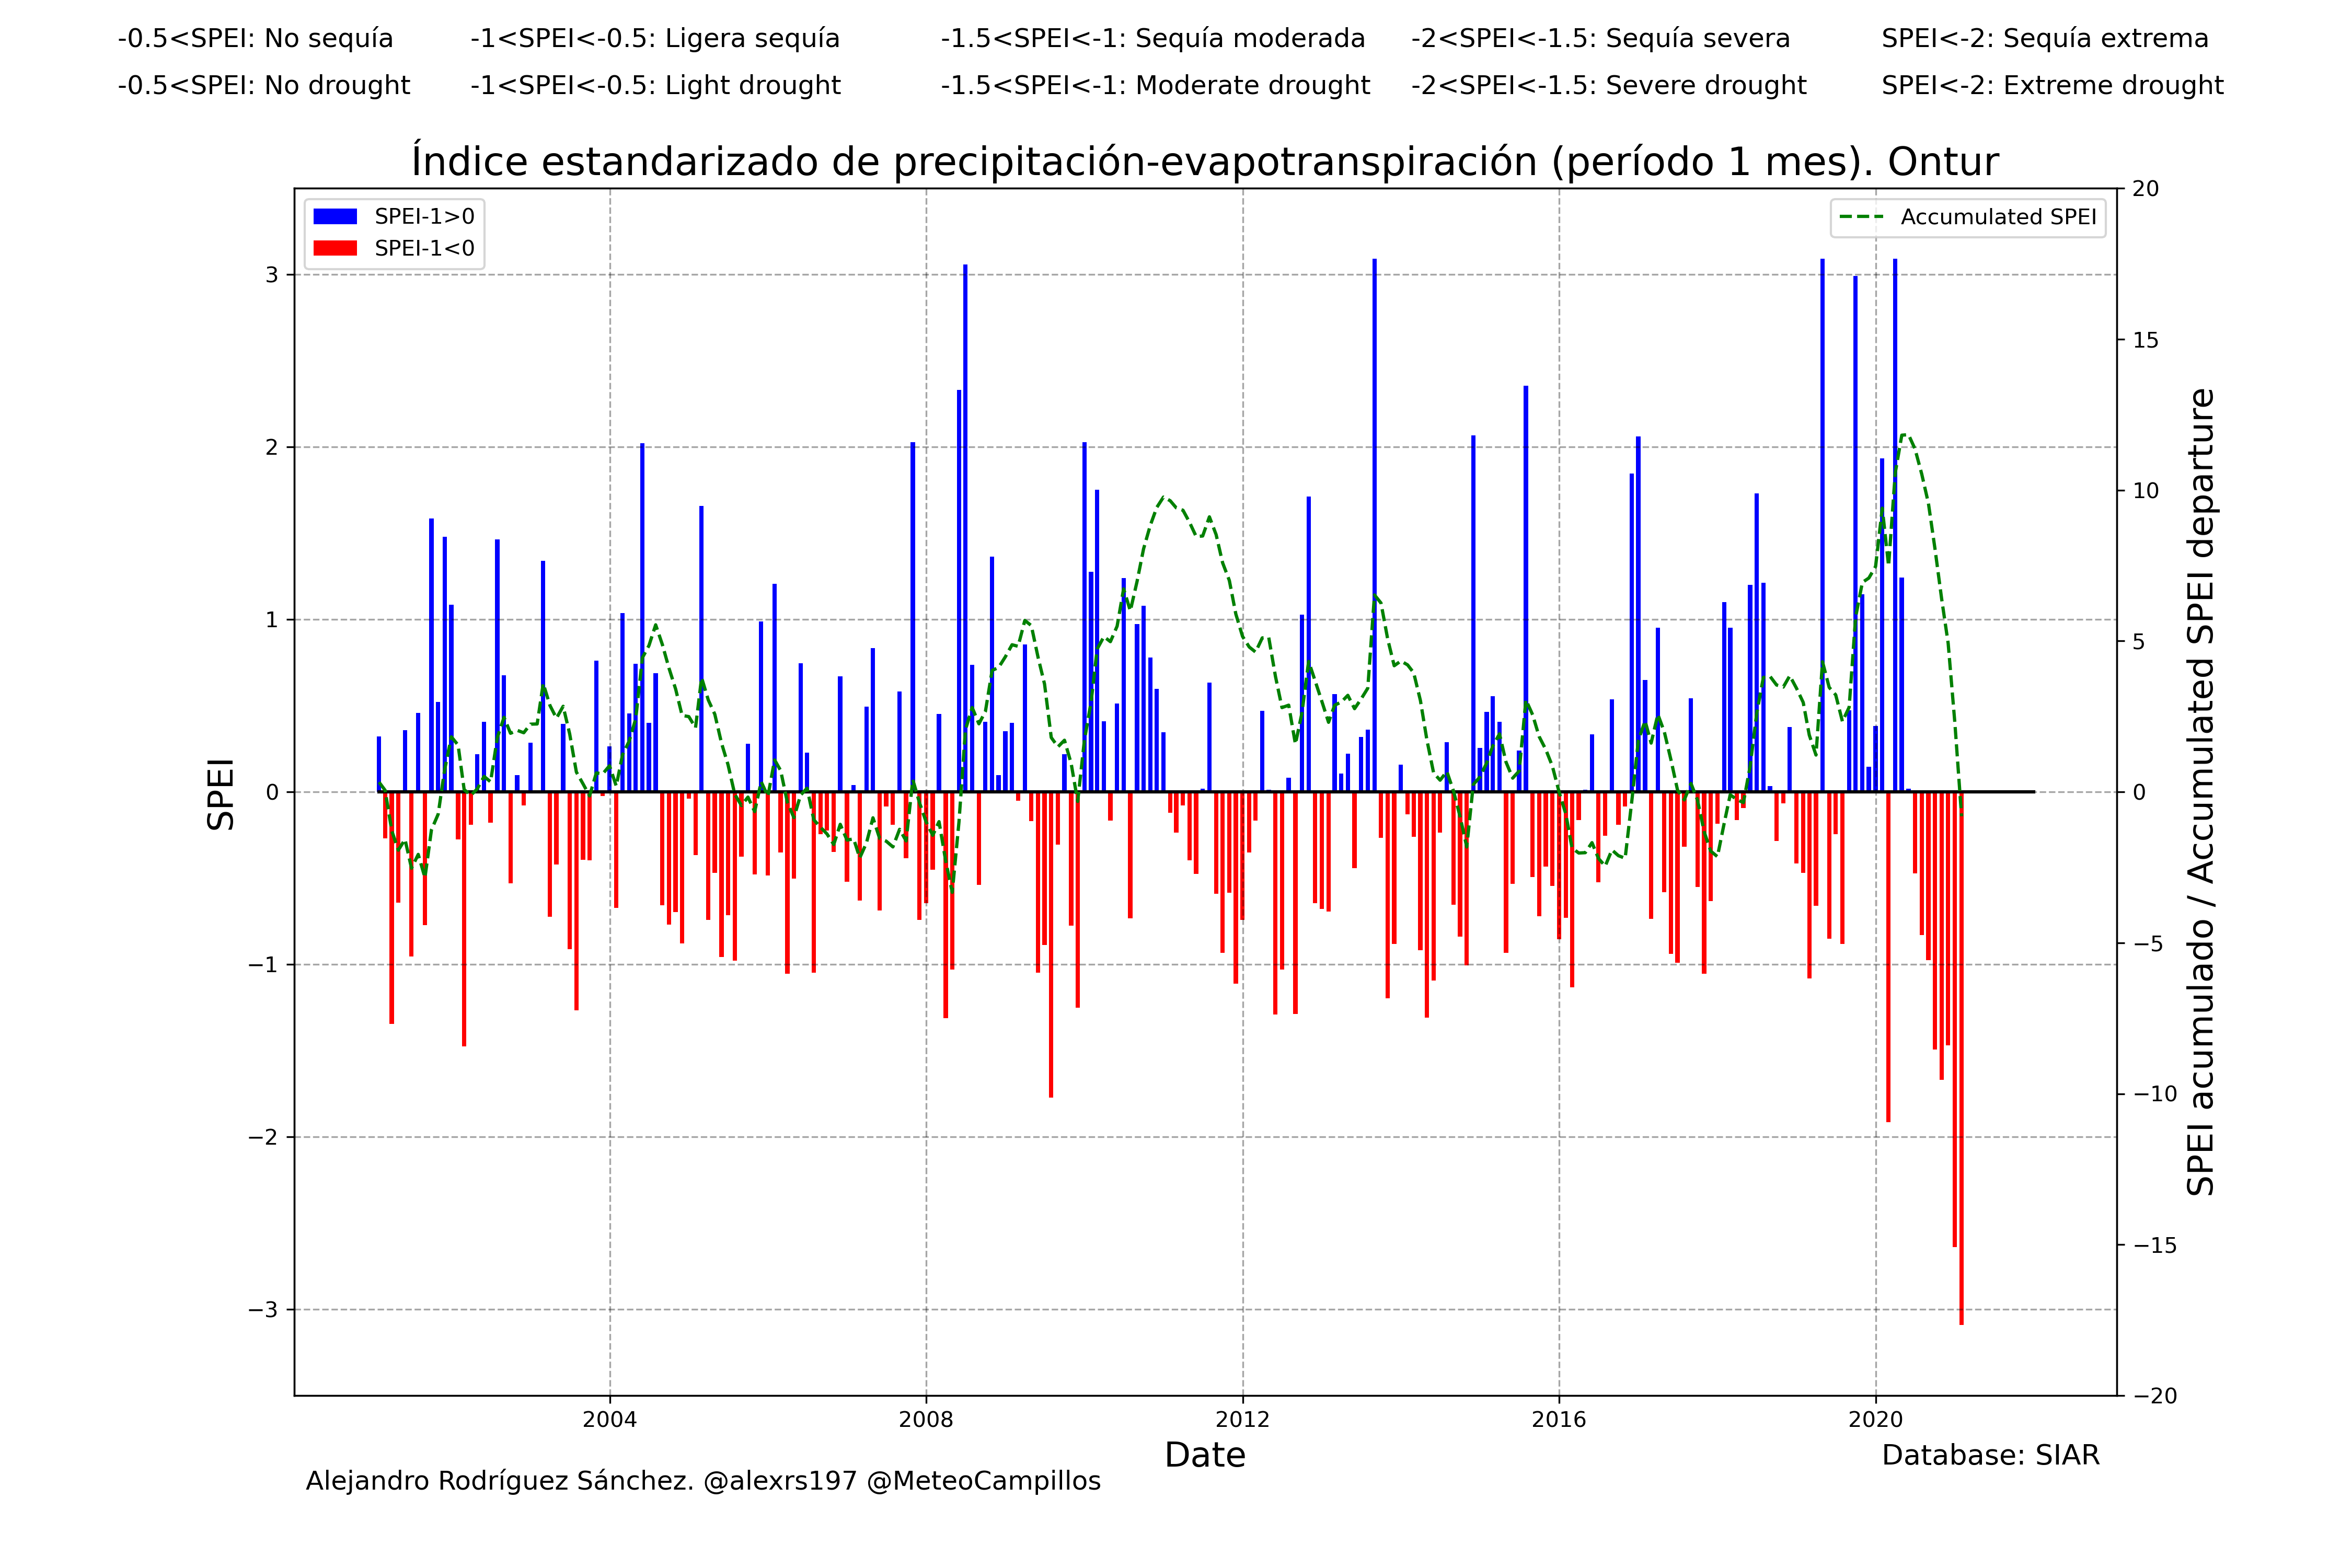 -0.5<SPEI: No sequía
-1<SPEI<-0.5: Ligera sequía
-1.5<SPEI<-1: Sequía moderada
-2<SPEI<-1.5: Sequía severa
SPEI<-2: Sequía extrema
-0.5<SPEI: No drought
-1<SPEI<-0.5: Light drought
-1.5<SPEI<-1: Moderate drought
-2<SPEI<-1.5: Severe drought
SPEI<-2: Extreme drought
Índice estandarizado de precipitación-evapotranspiración (período 1 mes). Ontur
SPEI-1>0
SPEI-1<0
Accumulated SPEI
SPEI
3
2
1
0
−1
−2
−3
20
15
10
5
0
−5
−10
−15
−20
SPEI acumulado / Accumulated SPEI departure
2004
2008
2012
2016
2020
Date
Database: SIAR
Alejandro Rodríguez Sánchez. @alexrs197 @MeteoCampillos